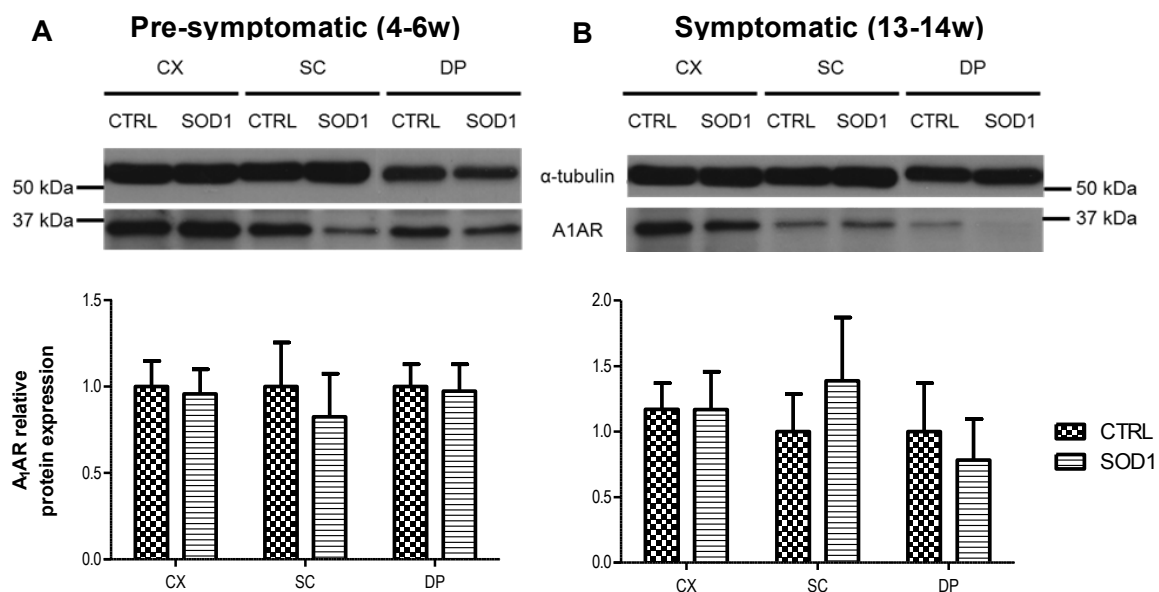 A Pre-symptomatic (4-6w)
CX SC DP
CTRL SOD1 CTRL SOD1 CTRL SOD1
50 kDa
37 kDa
A₁AR relative
protein expression
1.5
1.0
0.5
0.0
CX SC DP
B Symptomatic (13-14w)
CX SC DP
CTRL SOD1 CTRL SOD1 CTRL SOD1
α-tubulin
50 kDa
A1AR
37 kDa
2.0
1.5
1.0
0.5
0.0
CX SC DP
CTRL
SOD1